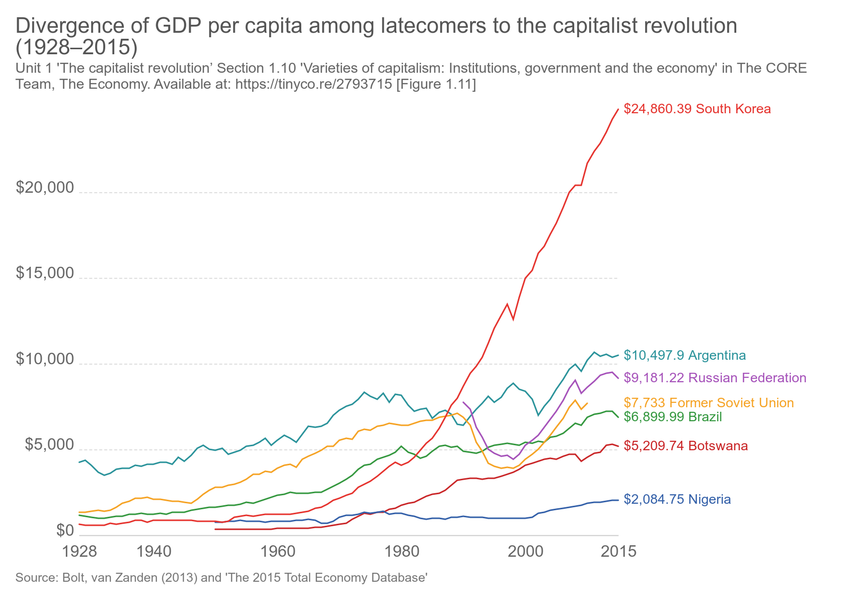 Divergence of GDP per capita among latecomers to the capitalist revolution
(1928–2015)
Unit 1 'The capitalist revolution’ Section 1.10 'Varieties of capitalism: Institutions, government and the economy' in The CORE
Team, The Economy. Available at: https://tinyco.re/2793715 [Figure 1.11]
$24,860.39 South Korea
$20,000
$15,000
$10,000
$10,497.9 Argentina
$9,181.22 Russian Federation
$7,733 Former Soviet Union
$6,899.99 Brazil
$5,000
$5,209.74 Botswana
$2,084.75 Nigeria
$0
1928 1940 1960 1980 2000 2015
Source: Bolt, van Zanden (2013) and 'The 2015 Total Economy Database'